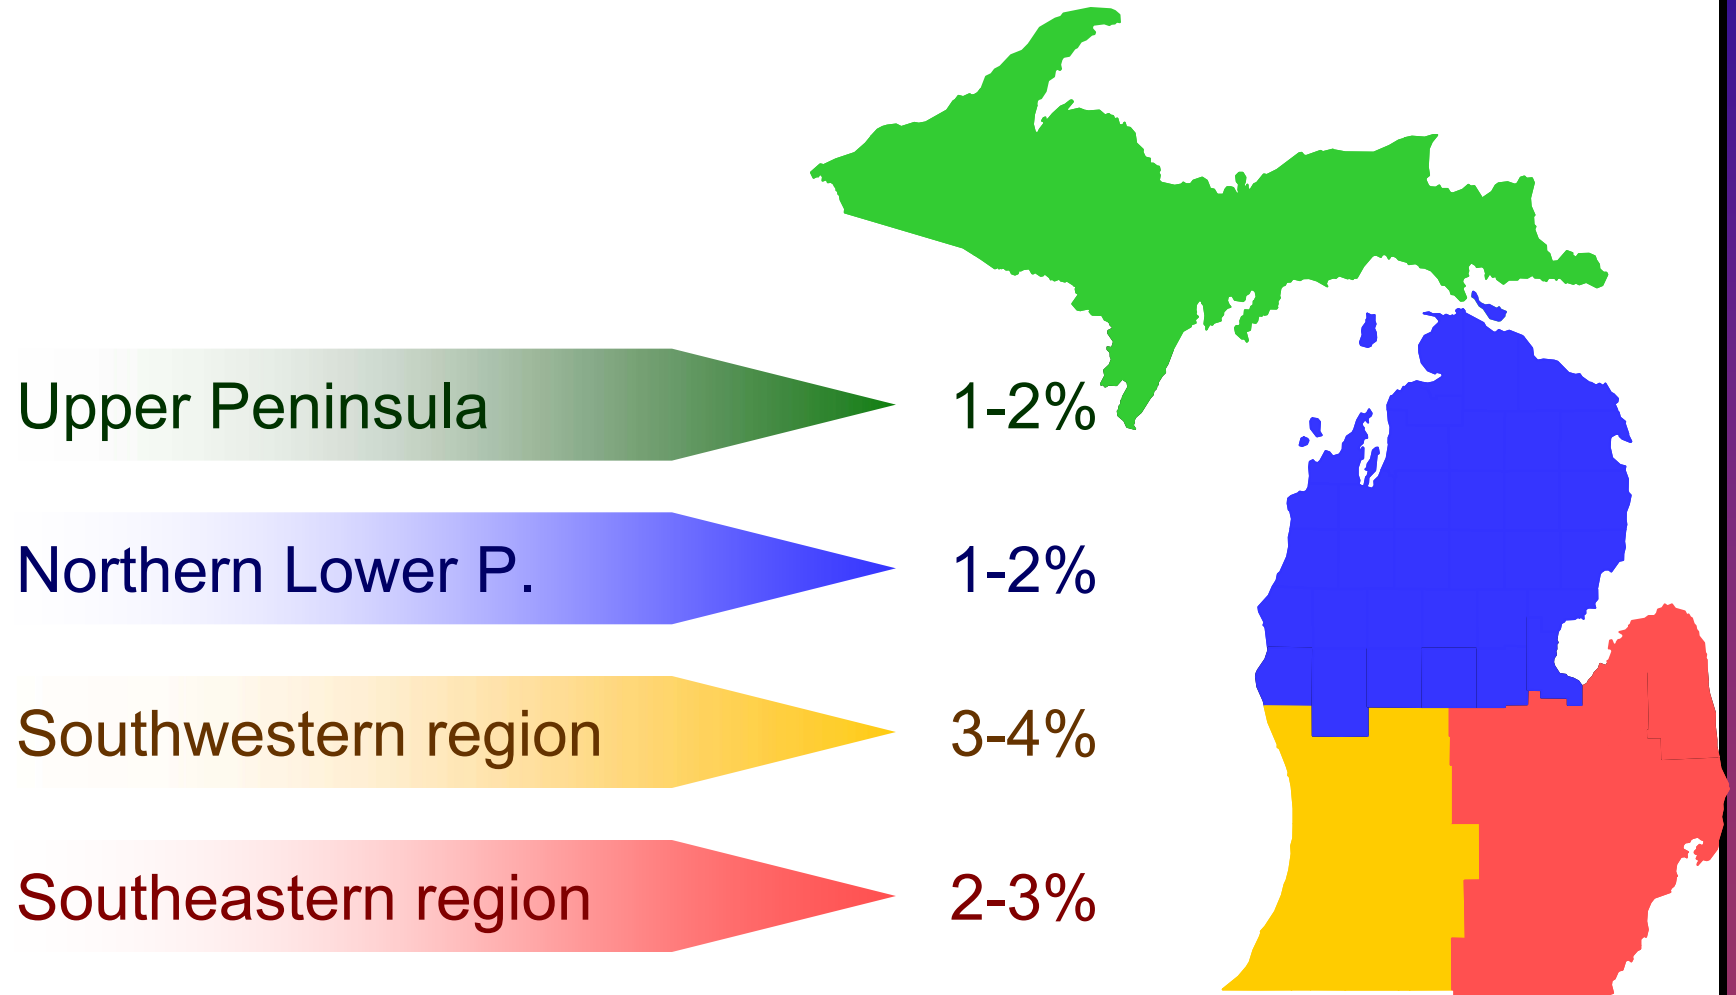 Upper Peninsula 1-2%
Northern Lower P. 1-2%
Southwestern region 3-4%
Southeastern region 2-3%